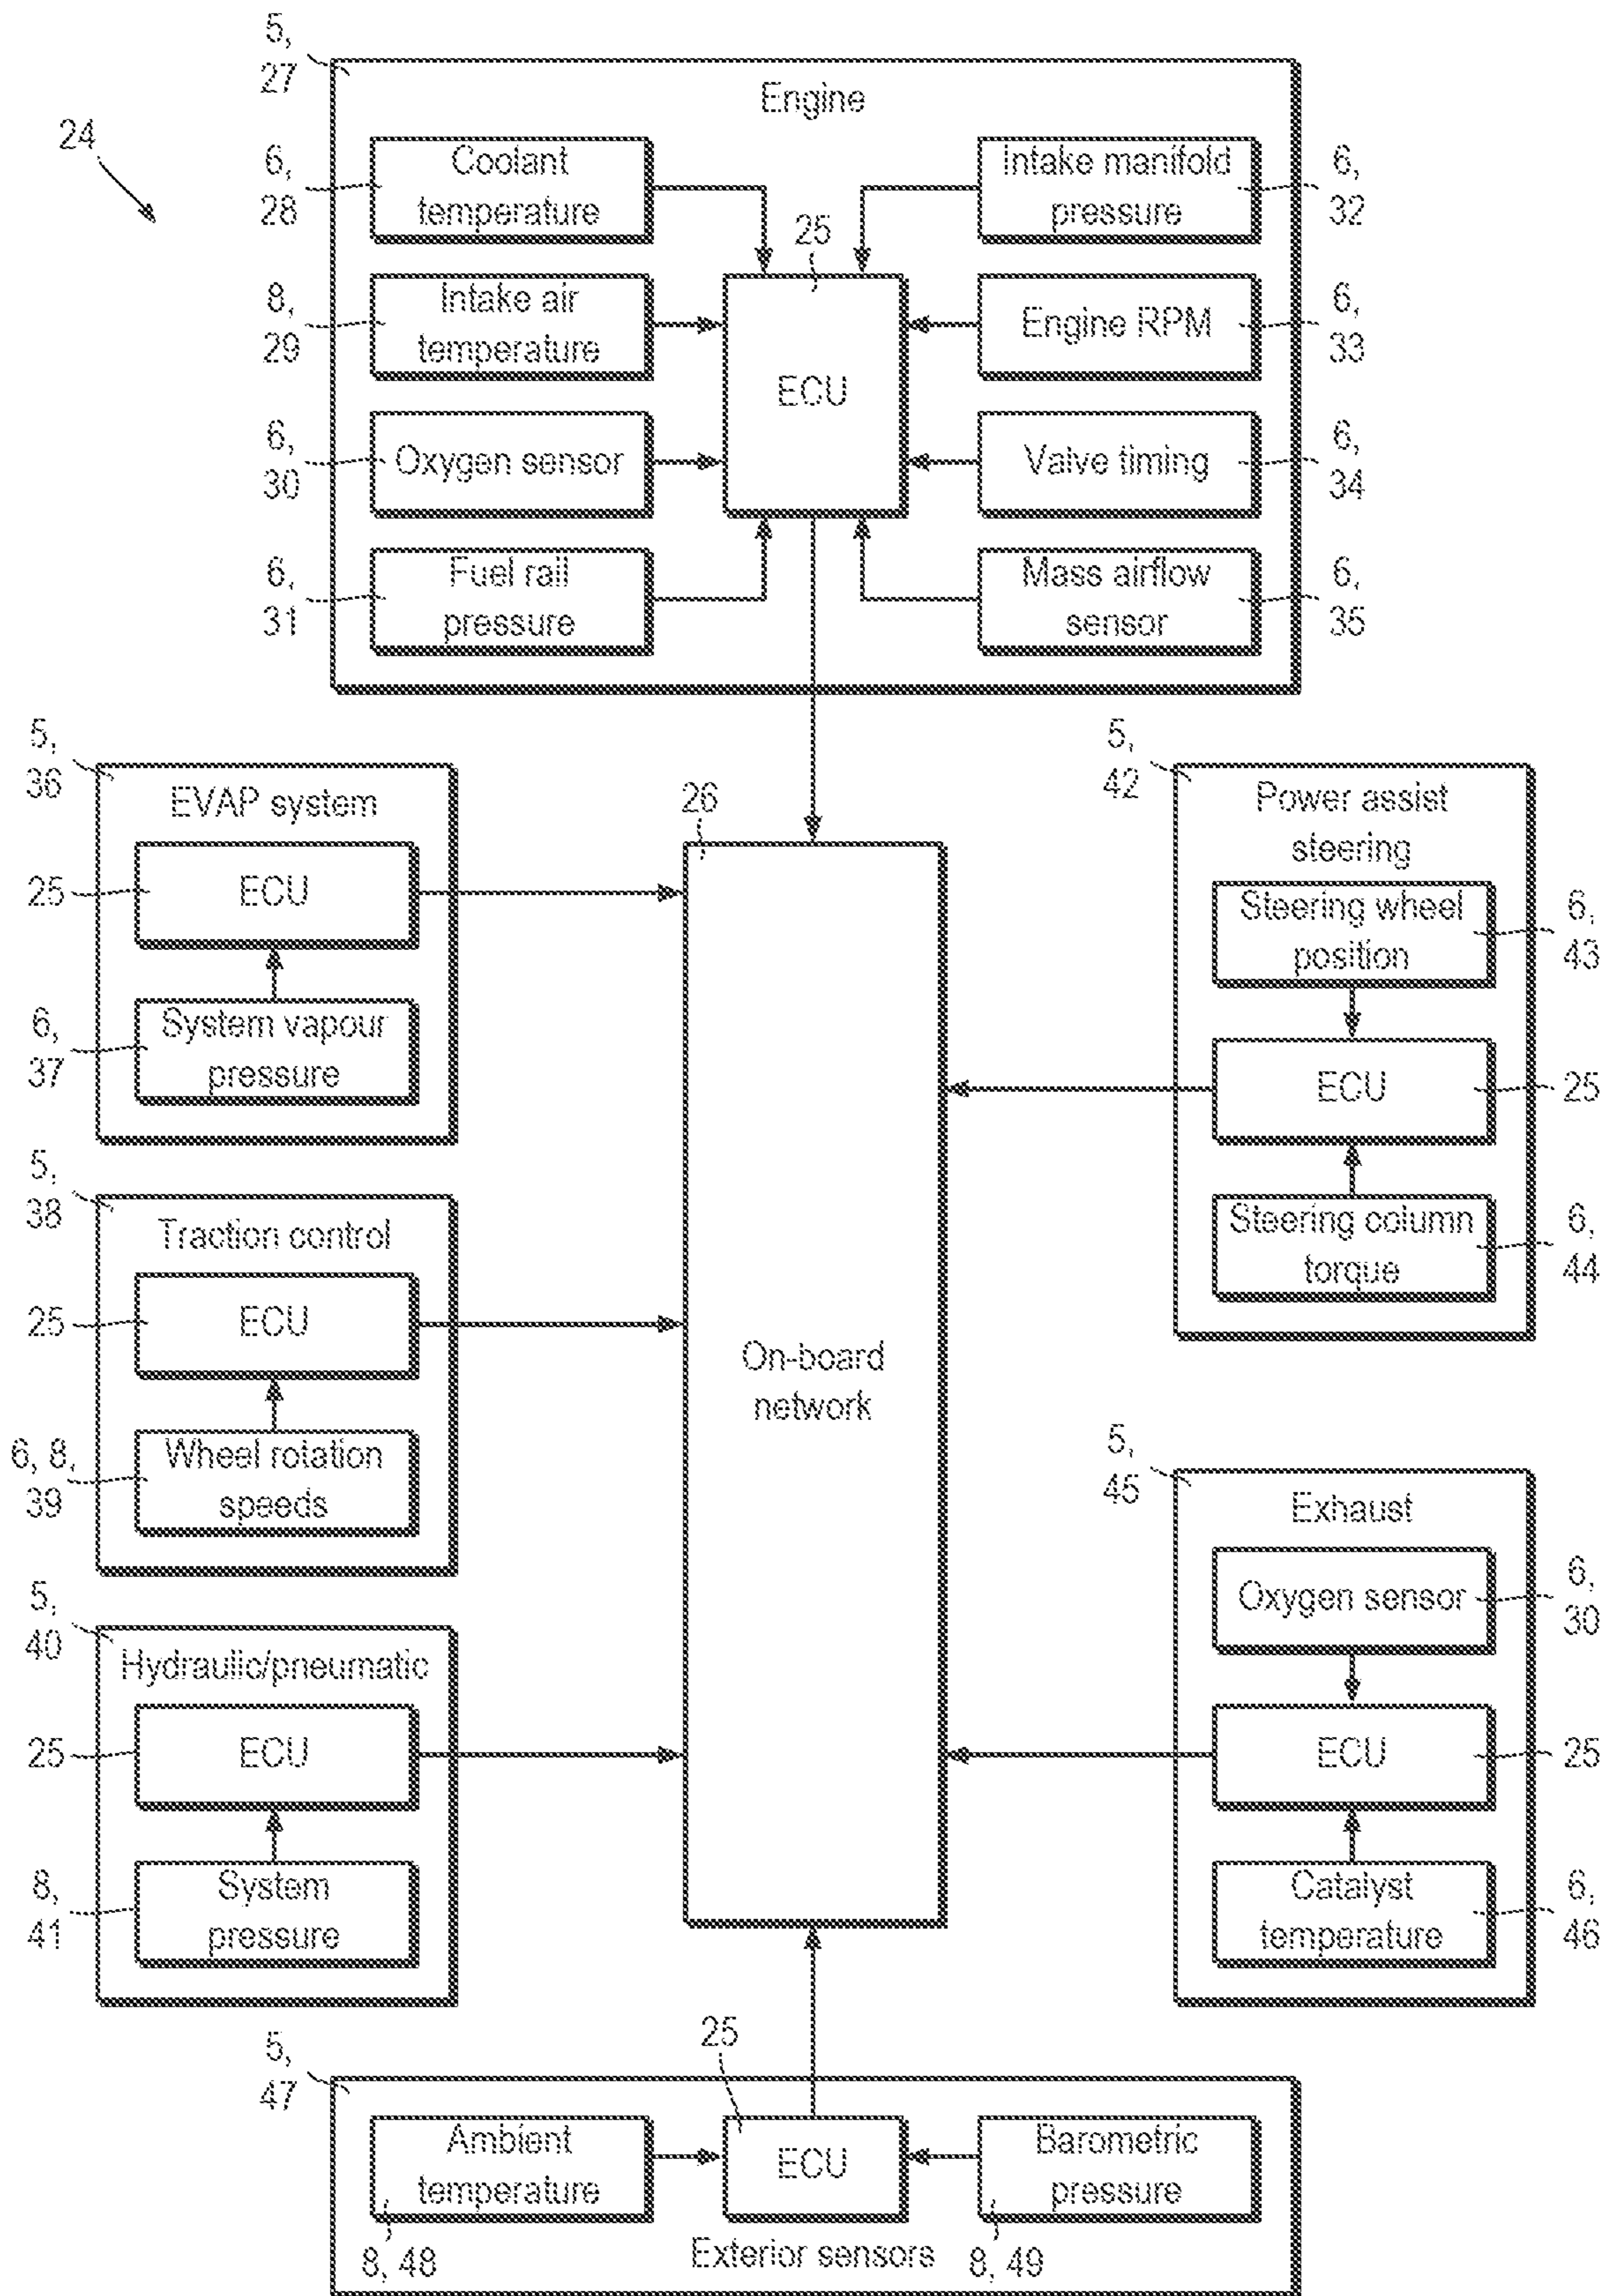 5,
27
Engine
24
6,
28
Coolant
temperature
Intake manifold
pressure
6,
32
25
8,
29
Intake air
temperature
ECU
Engine RPM
6,
33
6,
30
Oxygen sensor
Valve timing
6,
34
6,
31
Fuel rail
pressure
Mass airflow
sensor
6,
35
5,
36
EVAP system
25
ECU
6,
37
System vapour
pressure
26
On-board
network
5,
42
Power assist
steering
Steering wheel
position
6,
43
ECU
25
Steering column
torque
6,
44
5,
38
Traction control
25
ECU
6, 8,
39
Wheel rotation
speeds
5,
45
Exhaust
Oxygen sensor
6,
30
ECU
25
Catalyst
temperature
6,
46
5,
40
Hydraulic/pneumatic
25
ECU
8,
41
System
pressure
5,
47
25
Ambient
temperature
ECU
Barometric
pressure
8, 48
Exterior sensors
8, 49